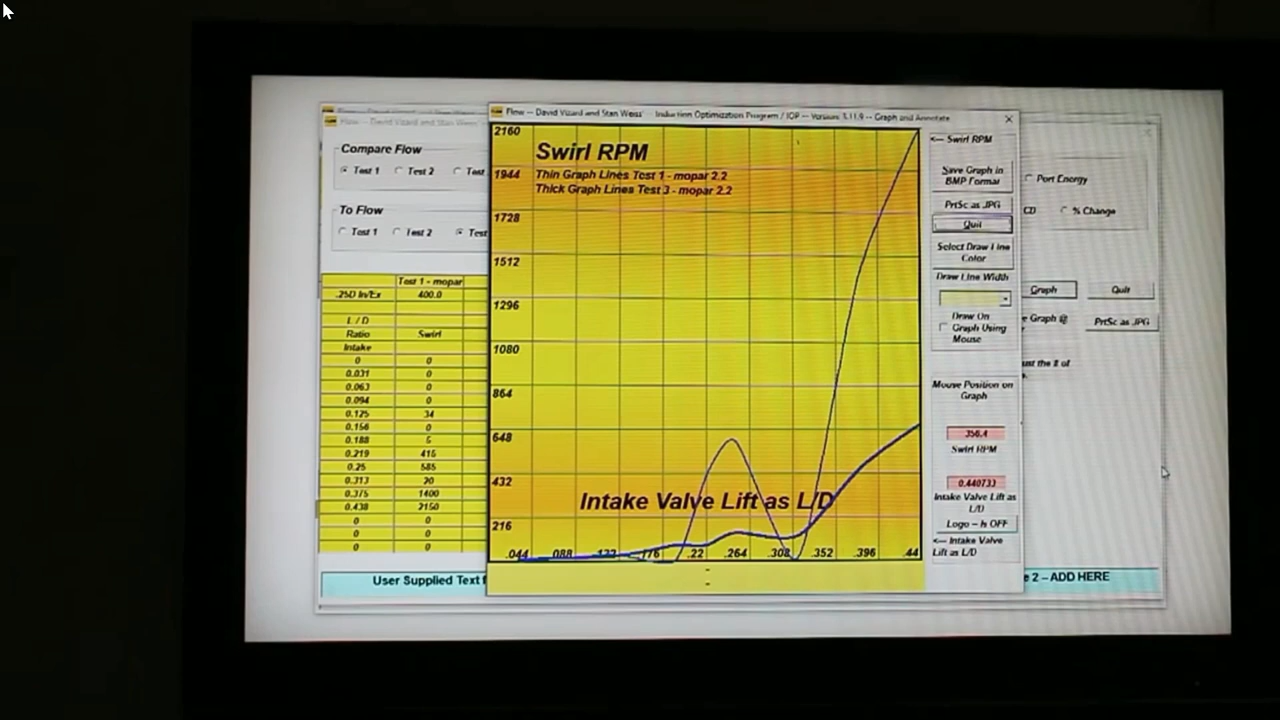 Flow -- David Vizard and Stan Weiss' -- Induction Optimization Program / IOP -- Version 3.11.9 -- Graph and Annotate
Compare Flow
Test 1
Test 2
Test
To Flow
Test 1
Test 2
Test
Test 1 - mopar
.25D In/Ex 400.0
L / D
Ratio Swirl
Intake
0 0
0.031 0
0.063 0
0.094 0
0.125 34
0.156 0
0.188 5
0.219 415
0.25 585
0.313 20
0.375 1400
0.438 2150
0 0
0 0
0 0
User Supplied Text f
2160
1944
1728
1512
1296
1080
864
648
432
216
Swirl RPM
Thin Graph Lines Test 1 - mopar 2.2
Thick Graph Lines Test 3 - mopar 2.2
Intake Valve Lift as L/D
.044 .088 .132 .176 .22 .264 .308 .352 .396 .44
<-- Swirl RPM
Save Graph in
BMP Format
PrtSc as JPG
Quit
Select Draw Line
Color
Draw Line Width
Draw On
Graph Using
Mouse
Mouse Position on
Graph
356.4
Swirl RPM
0.440733
Intake Valve Lift as
L/D
Logo -- is OFF
<-- Intake Valve
Lift as L/D
Port Energy
CD
% Change
Graph
Quit
e Graph @
PrtSc as JPG
ust the # of
e 2 -- ADD HERE